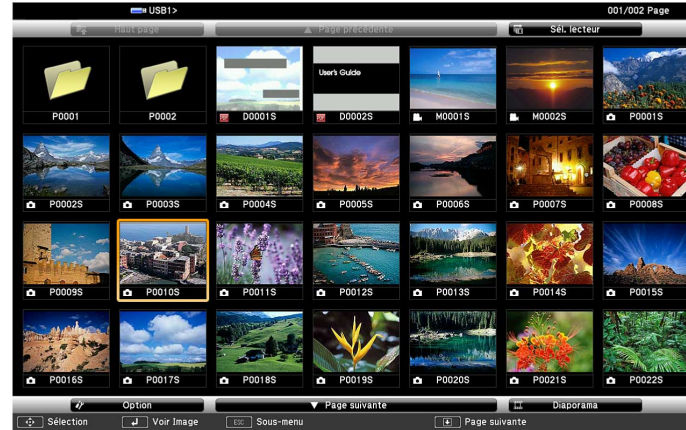 USB1> 001/002 Page
Haut page ▲ Page précédente Sél. lecteur
User's Guide
P0001 P0002 D0001S D0002S M0001S M0002S P0001S
P0002S P0003S P0004S P0005S P0006S P0007S P0008S
P0009S P0010S P0011S P0012S P0013S P0014S P0015S
P0016S P0017S P0018S P0019S P0020S P0021S P0022S
Option ▼ Page suivante Diaporama
Sélection Voir Image ESC Sous-menu Page suivante